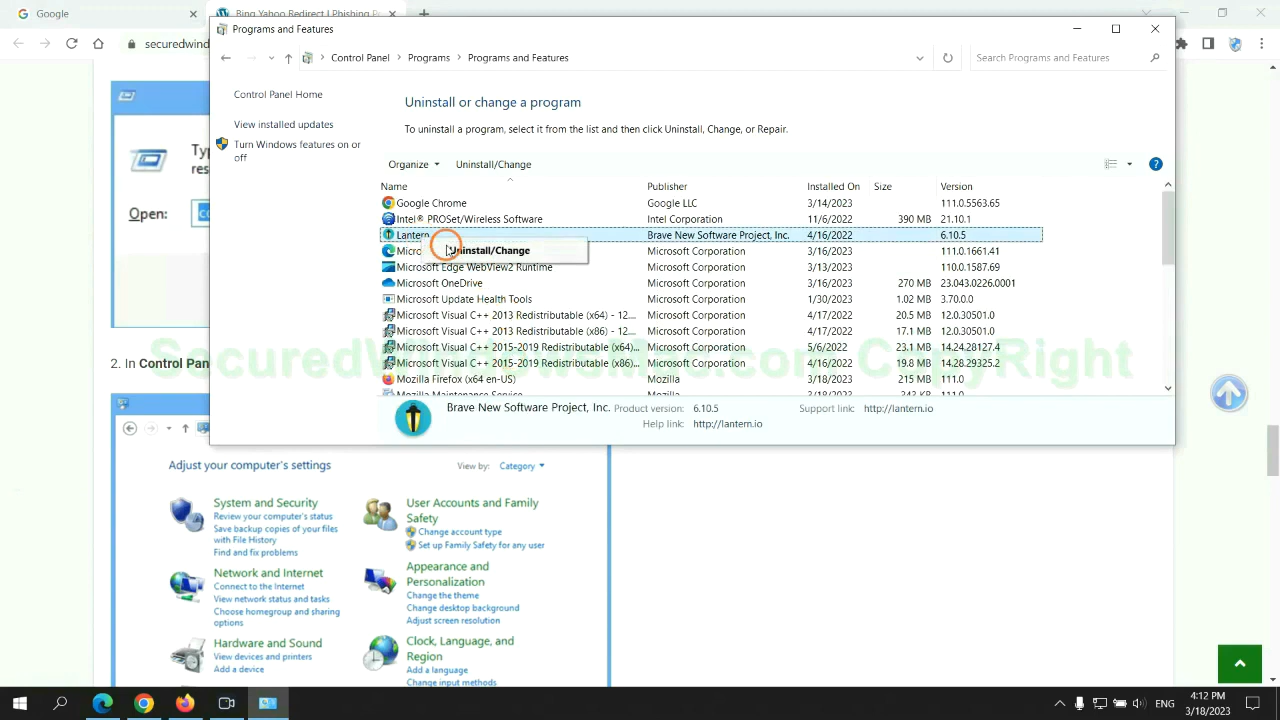 Google
Bing Yahoo Redirect | Phishing P
securedwin
Programs and Features
Control Panel
Programs
Programs and Features
Search Programs and Features
Control Panel Home
View installed updates
Turn Windows features on or
off
Uninstall or change a program
To uninstall a program, select it from the list and then click Uninstall, Change, or Repair.
Organize
Uninstall/Change
Name Publisher Installed On Size Version
Google Chrome Google LLC 3/14/2023 111.0.5563.65
Intel® PROSet/Wireless Software Intel Corporation 11/6/2022 390 MB 21.10.1
Lantern Brave New Software Project, Inc. 4/16/2022 6.10.5
Uninstall/Change
Micro Microsoft Corporation 3/16/2023 111.0.1661.41
Microsoft Edge WebView2 Runtime Microsoft Corporation 3/13/2023 110.0.1587.69
Microsoft OneDrive Microsoft Corporation 3/16/2023 270 MB 23.043.0226.0001
Microsoft Update Health Tools Microsoft Corporation 1/30/2023 1.02 MB 3.70.0.0
Microsoft Visual C++ 2013 Redistributable (x64) - 12.... Microsoft Corporation 4/17/2022 20.5 MB 12.0.30501.0
Microsoft Visual C++ 2013 Redistributable (x86) - 12.... Microsoft Corporation 4/17/2022 17.1 MB 12.0.30501.0
Microsoft Visual C++ 2015-2019 Redistributable (x64)... Microsoft Corporation 5/6/2022 23.1 MB 14.24.28127.4
Microsoft Visual C++ 2015-2019 Redistributable (x86)... Microsoft Corporation 4/16/2022 19.8 MB 14.28.29325.2
Mozilla Firefox (x64 en-US) Mozilla 3/18/2023 215 MB 111.0
Mozilla Maintenance Service Mozilla 3/18/2023 343 KB 111.0
Brave New Software Project, Inc. Product version: 6.10.5 Support link: http://lantern.io
Help link: http://lantern.io
Ty
res
Open:
2. In Control Pan
Adjust your computer's settings
View by: Category
System and Security
Review your computer's status
Save backup copies of your files
with File History
Find and fix problems
Network and Internet
Connect to the Internet
View network status and tasks
Choose homegroup and sharing
options
Hardware and Sound
View devices and printers
Add a device
User Accounts and Family
Safety
Change account type
Set up Family Safety for any user
Appearance and
Personalization
Change the theme
Change desktop background
Adjust screen resolution
Clock, Language, and
Region
Add a language
Change input methods
ENG
4:12 PM
3/18/2023